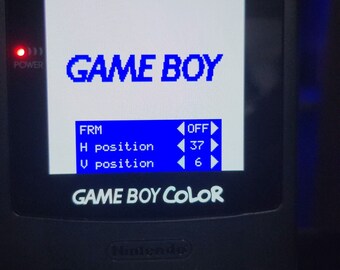 POWER
GAME BOY
FRM ◀OFF▶
H position ◀ 37 ▶
V position ◀ 6 ▶
GAME BOY COLOR
Nintendo